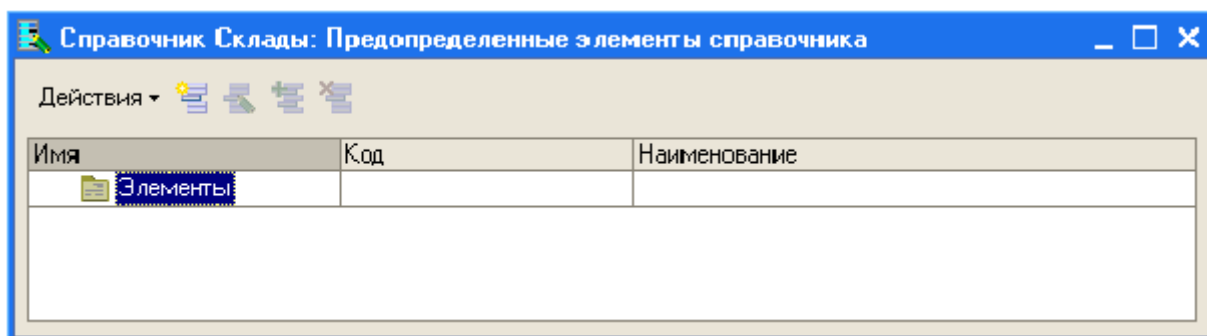 Справочник Склады: Предопределенные элементы справочника
Действия
Имя Код Наименование
Элементы